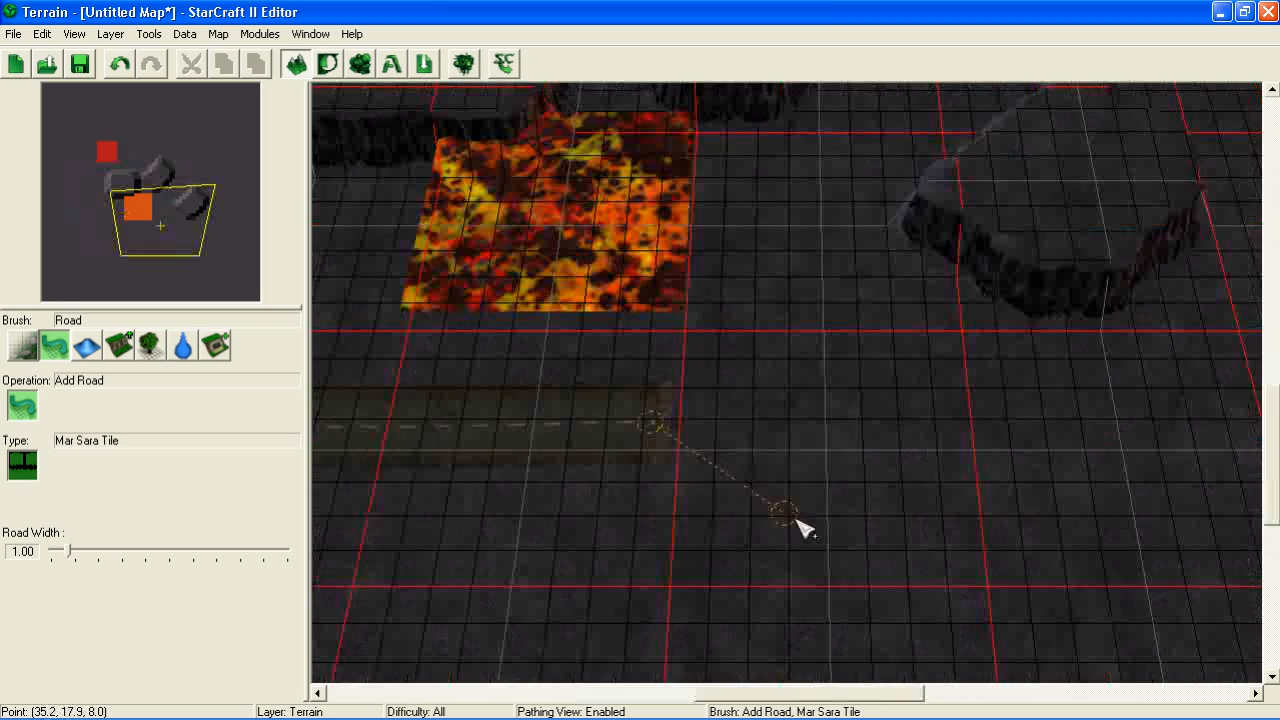 Terrain - [Untitled Map*] - StarCraft II Editor
File Edit View Layer Tools Data Map Modules Window Help
Brush: Road
Operation: Add Road
Type: Mar Sara Tile
Road Width :
1.00
Point: (35.2, 17.9, 8.0) Layer: Terrain Difficulty: All Pathing View: Enabled Brush: Add Road, Mar Sara Tile